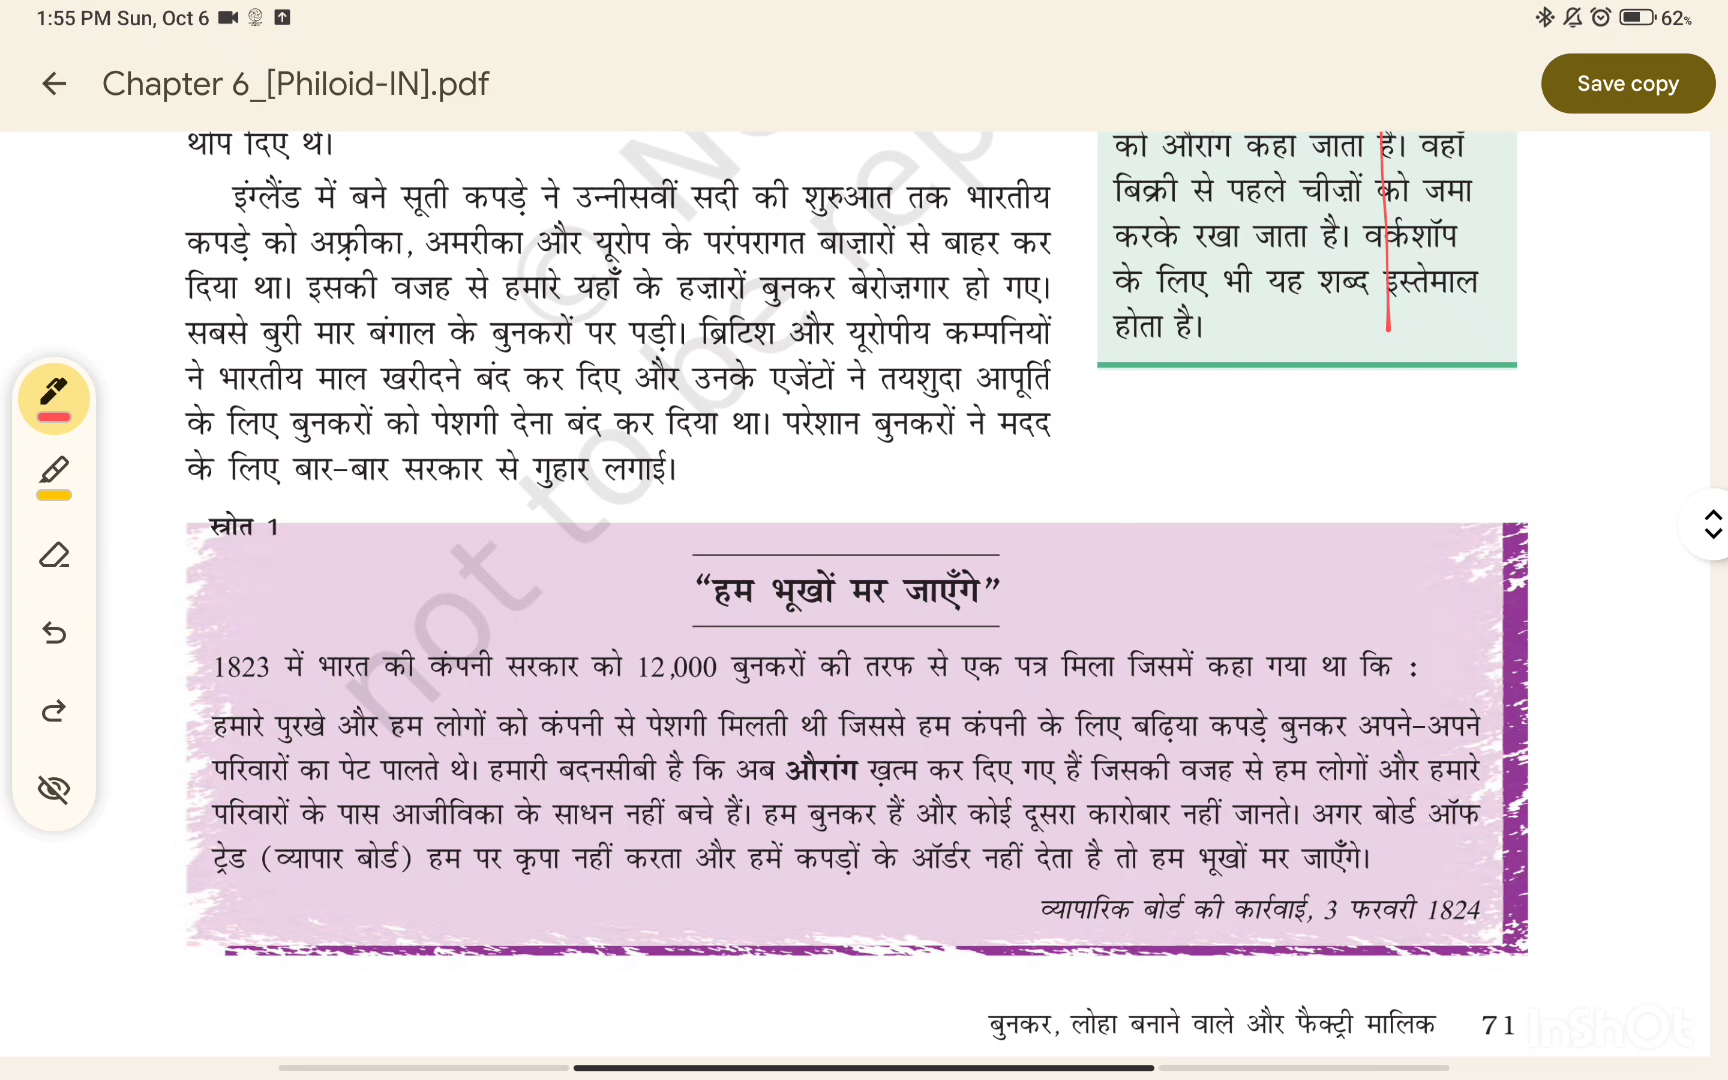 1:55 PM Sun, Oct 6
62%
Chapter 6_[Philoid-IN].pdf
Save copy
थोप दिए थे।
इंग्लैंड में बने सूती कपड़े ने उन्नीसवीं सदी की शुरुआत तक भारतीय
कपड़े को अफ़्रीका, अमरीका और यूरोप के परंपरागत बाज़ारों से बाहर कर
दिया था। इसकी वजह से हमारे यहाँ के हज़ारों बुनकर बेरोज़गार हो गए।
सबसे बुरी मार बंगाल के बुनकरों पर पड़ी। ब्रिटिश और यूरोपीय कम्पनियों
ने भारतीय माल खरीदने बंद कर दिए और उनके एजेंटों ने तयशुदा आपूर्ति
के लिए बुनकरों को पेशगी देना बंद कर दिया था। परेशान बुनकरों ने मदद
के लिए बार-बार सरकार से गुहार लगाई।
को औरांग कहा जाता है। वहाँ
बिक्री से पहले चीज़ों को जमा
करके रखा जाता है। वर्कशॉप
के लिए भी यह शब्द इस्तेमाल
होता है।
स्त्रोत 1
“हम भूखों मर जाएँगे”
1823 में भारत की कंपनी सरकार को 12,000 बुनकरों की तरफ से एक पत्र मिला जिसमें कहा गया था कि :
हमारे पुरखे और हम लोगों को कंपनी से पेशगी मिलती थी जिससे हम कंपनी के लिए बढ़िया कपड़े बुनकर अपने-अपने
परिवारों का पेट पालते थे। हमारी बदनसीबी है कि अब औरांग ख़त्म कर दिए गए हैं जिसकी वजह से हम लोगों और हमारे
परिवारों के पास आजीविका के साधन नहीं बचे हैं। हम बुनकर हैं और कोई दूसरा कारोबार नहीं जानते। अगर बोर्ड ऑफ
ट्रेड (व्यापार बोर्ड) हम पर कृपा नहीं करता और हमें कपड़ों के ऑर्डर नहीं देता है तो हम भूखों मर जाएँगे।
व्यापारिक बोर्ड की कार्रवाई, 3 फरवरी 1824
बुनकर, लोहा बनाने वाले और फैक्ट्री मालिक 71
InShOt
not to be rep
© N